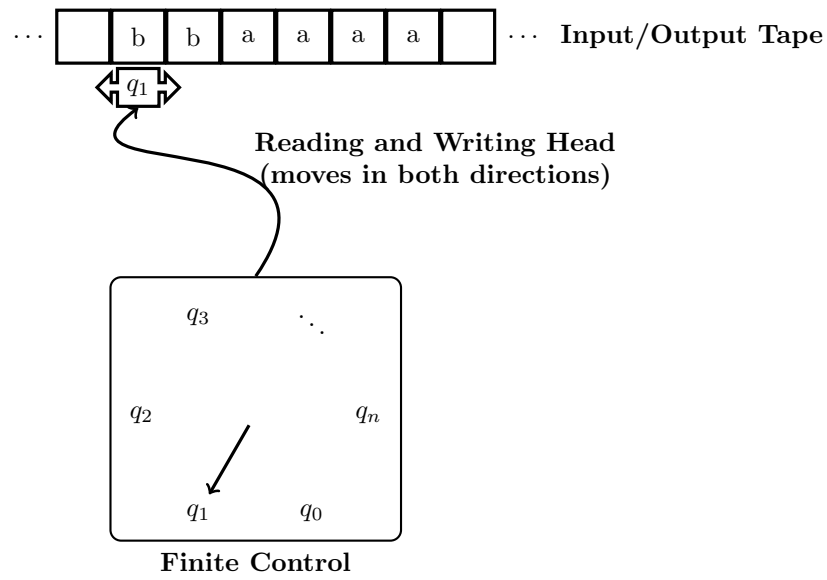 ··· b b a a a a ··· Input/Output Tape
q₁
Reading and Writing Head
(moves in both directions)
q₃ ⋱
q₂ qₙ
q₁ q₀
Finite Control